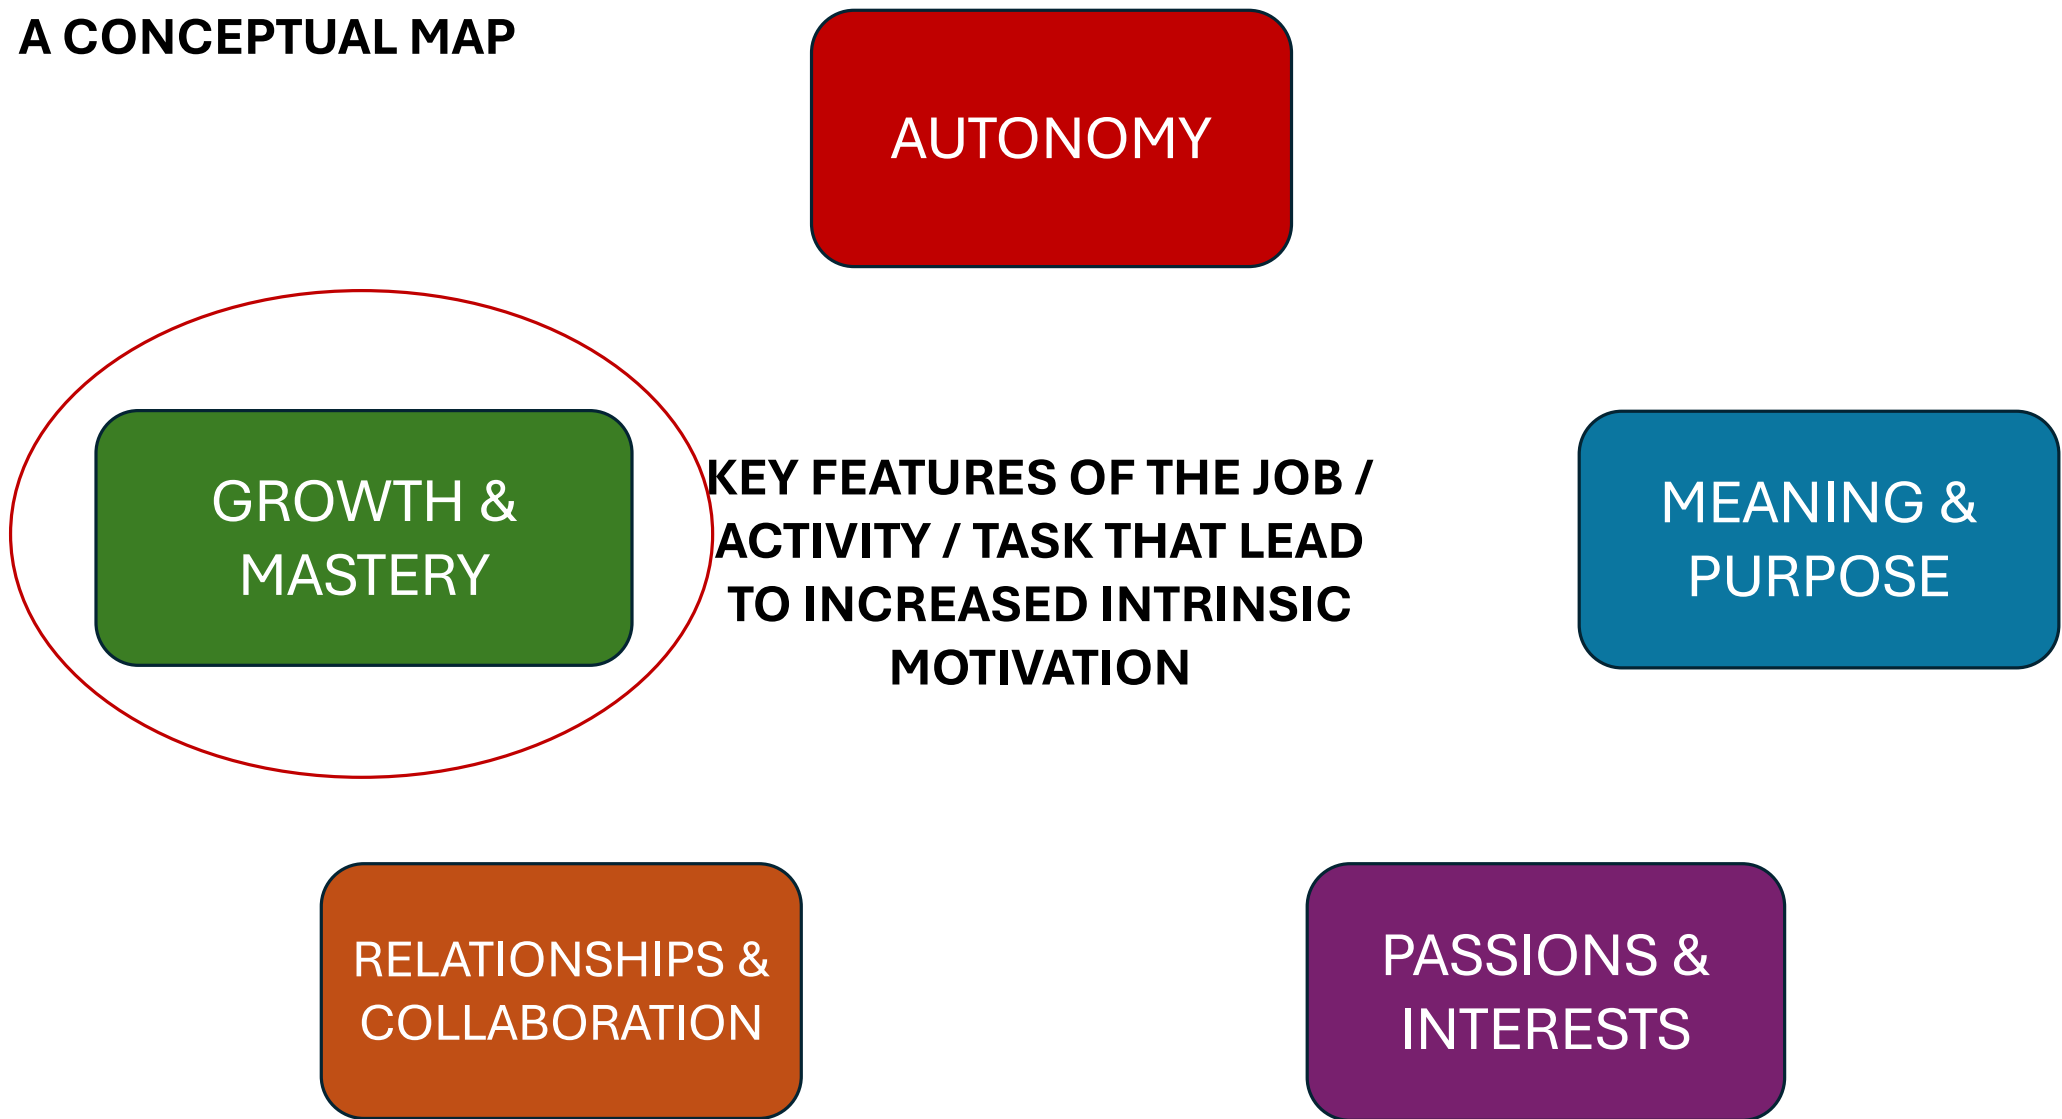 A CONCEPTUAL MAP
AUTONOMY
GROWTH &
MASTERY
KEY FEATURES OF THE JOB /
ACTIVITY / TASK THAT LEAD
TO INCREASED INTRINSIC
MOTIVATION
MEANING &
PURPOSE
RELATIONSHIPS &
COLLABORATION
PASSIONS &
INTERESTS